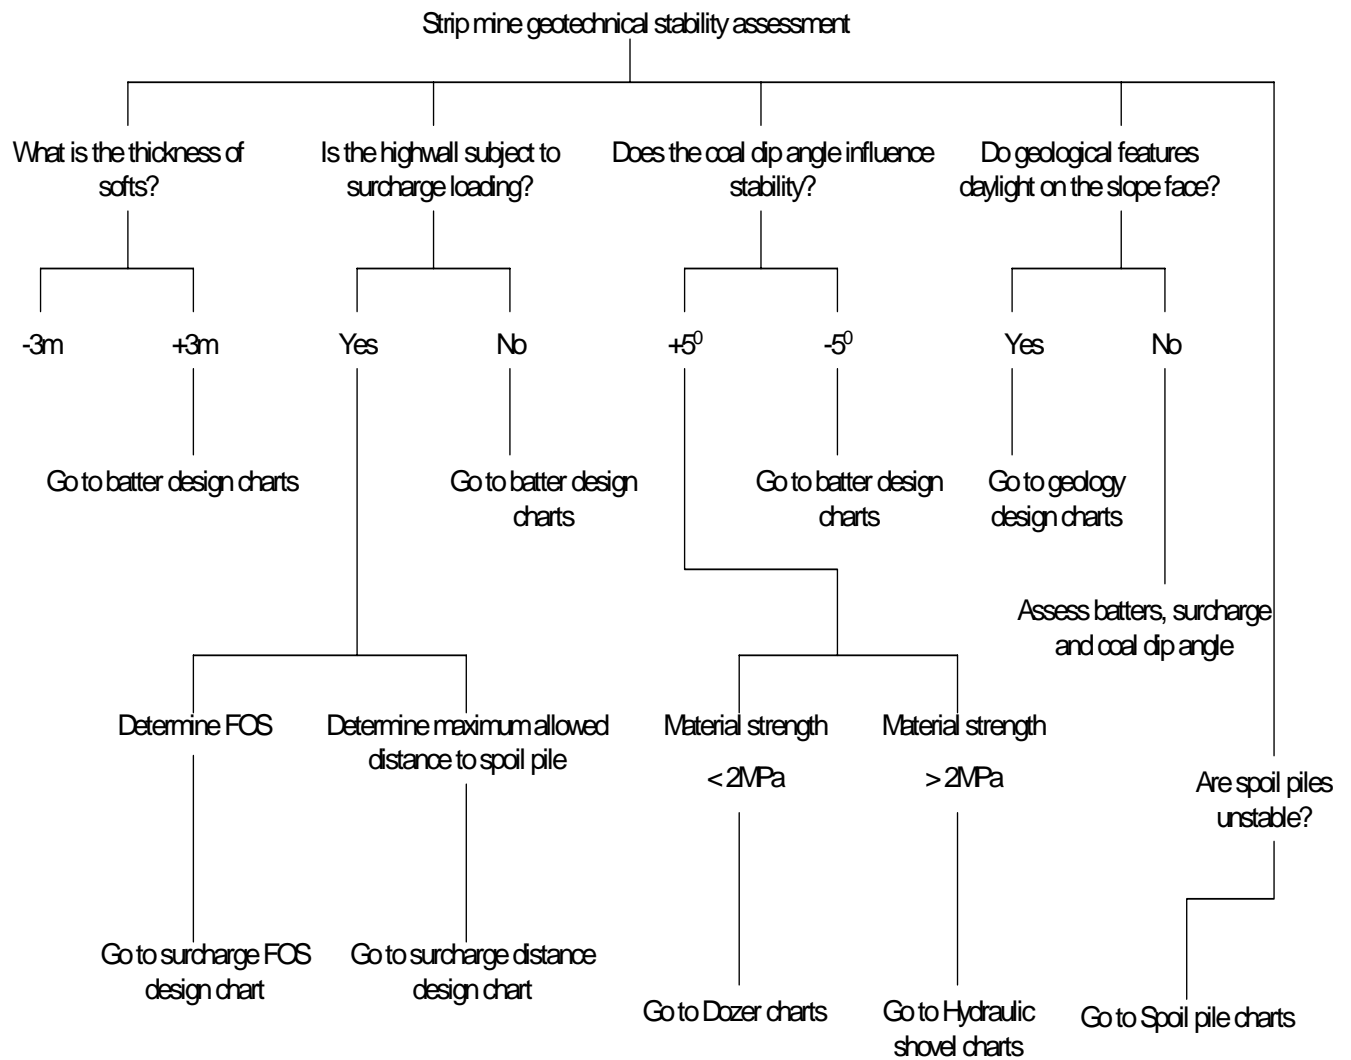 Strip mine geotechnical stability assessment
What is the thickness of
softs?
Is the highwall subject to
surcharge loading?
Does the coal dip angle influence
stability?
Do geological features
daylight on the slope face?
-3m
+3m
Yes
No
+5⁰
-5⁰
Yes
No
Go to batter design charts
Go to batter design
charts
Go to batter design
charts
Go to geology
design charts
Assess batters, surcharge
and coal dip angle
Determine FOS
Determine maximum allowed
distance to spoil pile
Material strength
< 2MPa
Material strength
> 2MPa
Are spoil piles
unstable?
Go to surcharge FOS
design chart
Go to surcharge distance
design chart
Go to Dozer charts
Go to Hydraulic
shovel charts
Go to Spoil pile charts